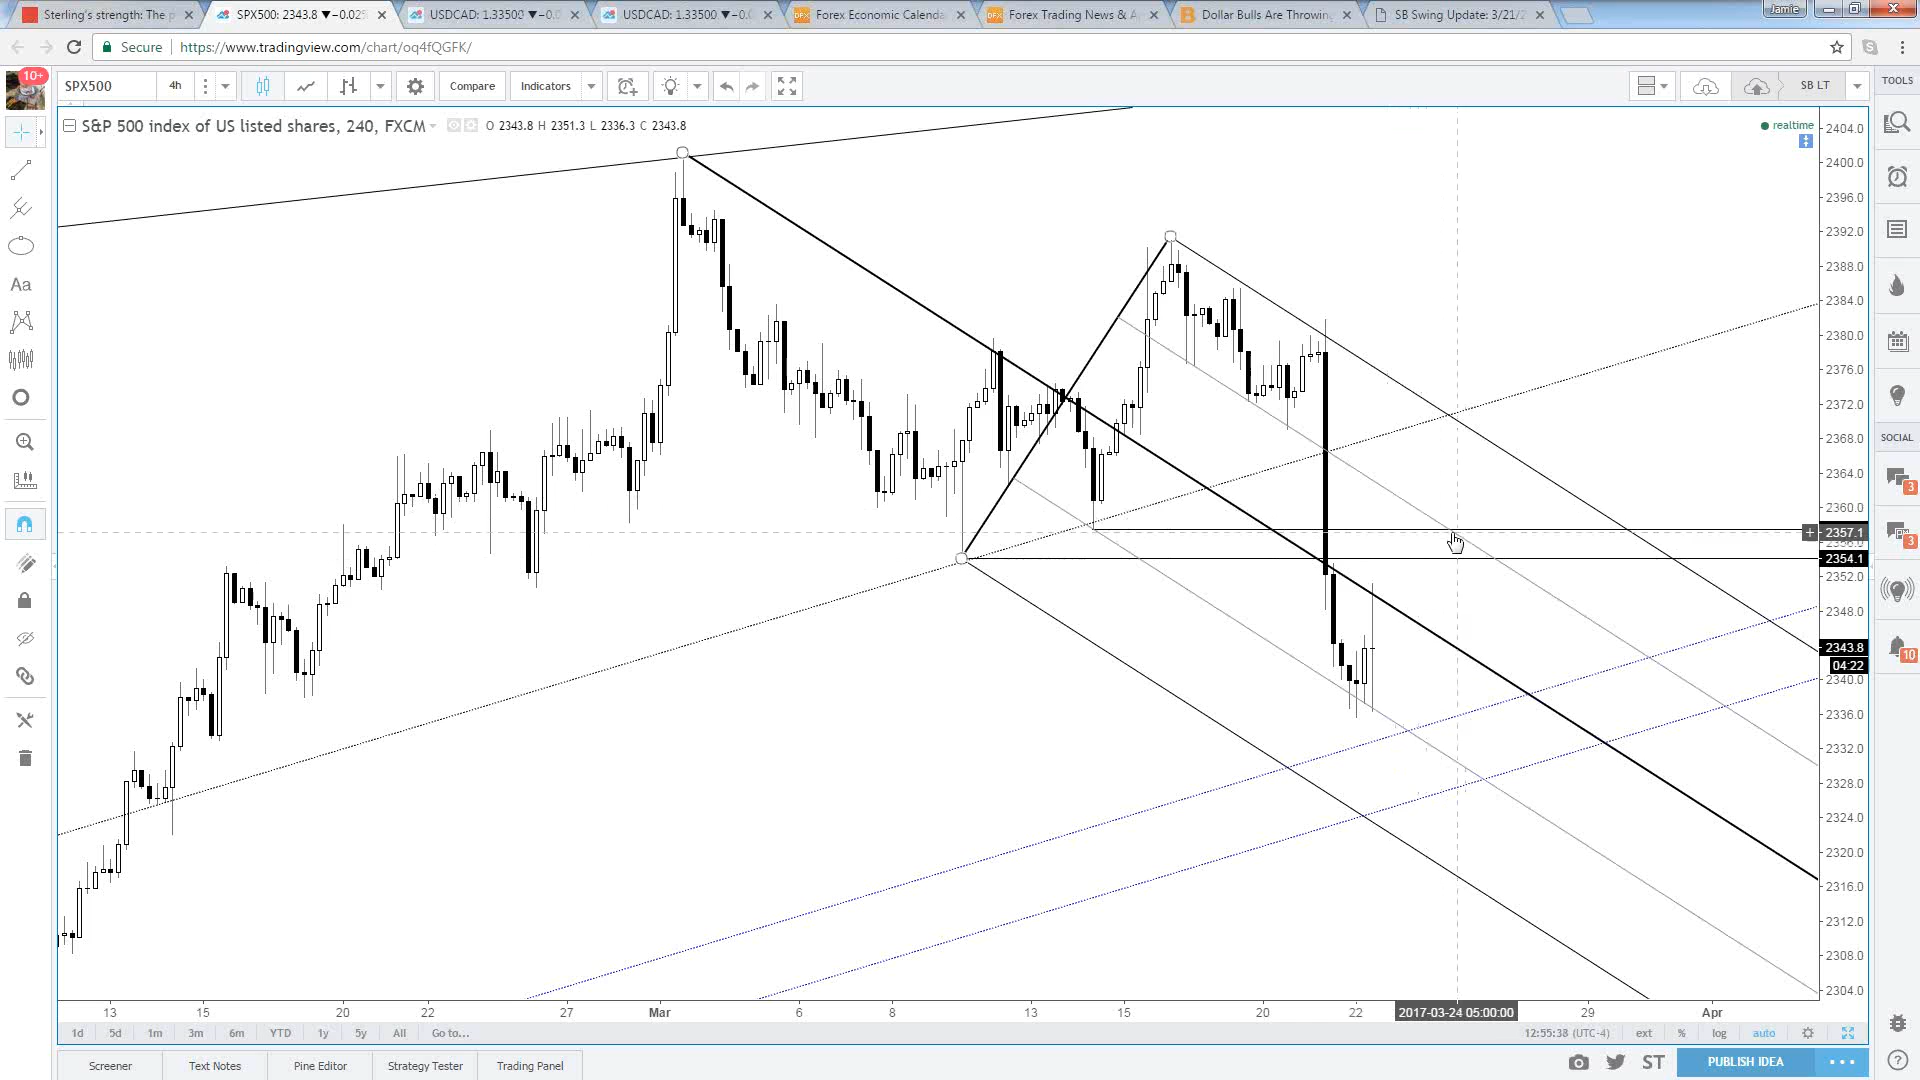 Sterling's strength: The p
SPX500: 2343.8 ▼−0.025
USDCAD: 1.33500 ▼−0.0
USDCAD: 1.33500 ▼−0.0
Forex Economic Calenda
Forex Trading News & A
Dollar Bulls Are Throwing
SB Swing Update: 3/21/2
Jamie
Secure
https://www.tradingview.com/chart/oq4fQGFK/
10+
SPX500
4h
Compare
Indicators
SB LT
TOOLS
S&P 500 index of US listed shares, 240, FXCM
O 2343.8 H 2351.3 L 2336.3 C 2343.8
realtime
Aa
2404.0
2400.0
2396.0
2392.0
2388.0
2384.0
2380.0
2376.0
2372.0
2368.0
2364.0
2360.0
2357.1
2354.1
2352.0
2348.0
2343.8
04:22
2340.0
2336.0
2332.0
2328.0
2324.0
2320.0
2316.0
2312.0
2308.0
2304.0
SOCIAL
3
3
10
13
15
20
22
27
Mar
6
8
13
15
20
22
2017-03-24 05:00:00
29
Apr
1d
5d
1m
3m
6m
YTD
1y
5y
All
Go to...
12:55:38 (UTC-4)
ext
%
log
auto
Screener
Text Notes
Pine Editor
Strategy Tester
Trading Panel
ST
PUBLISH IDEA